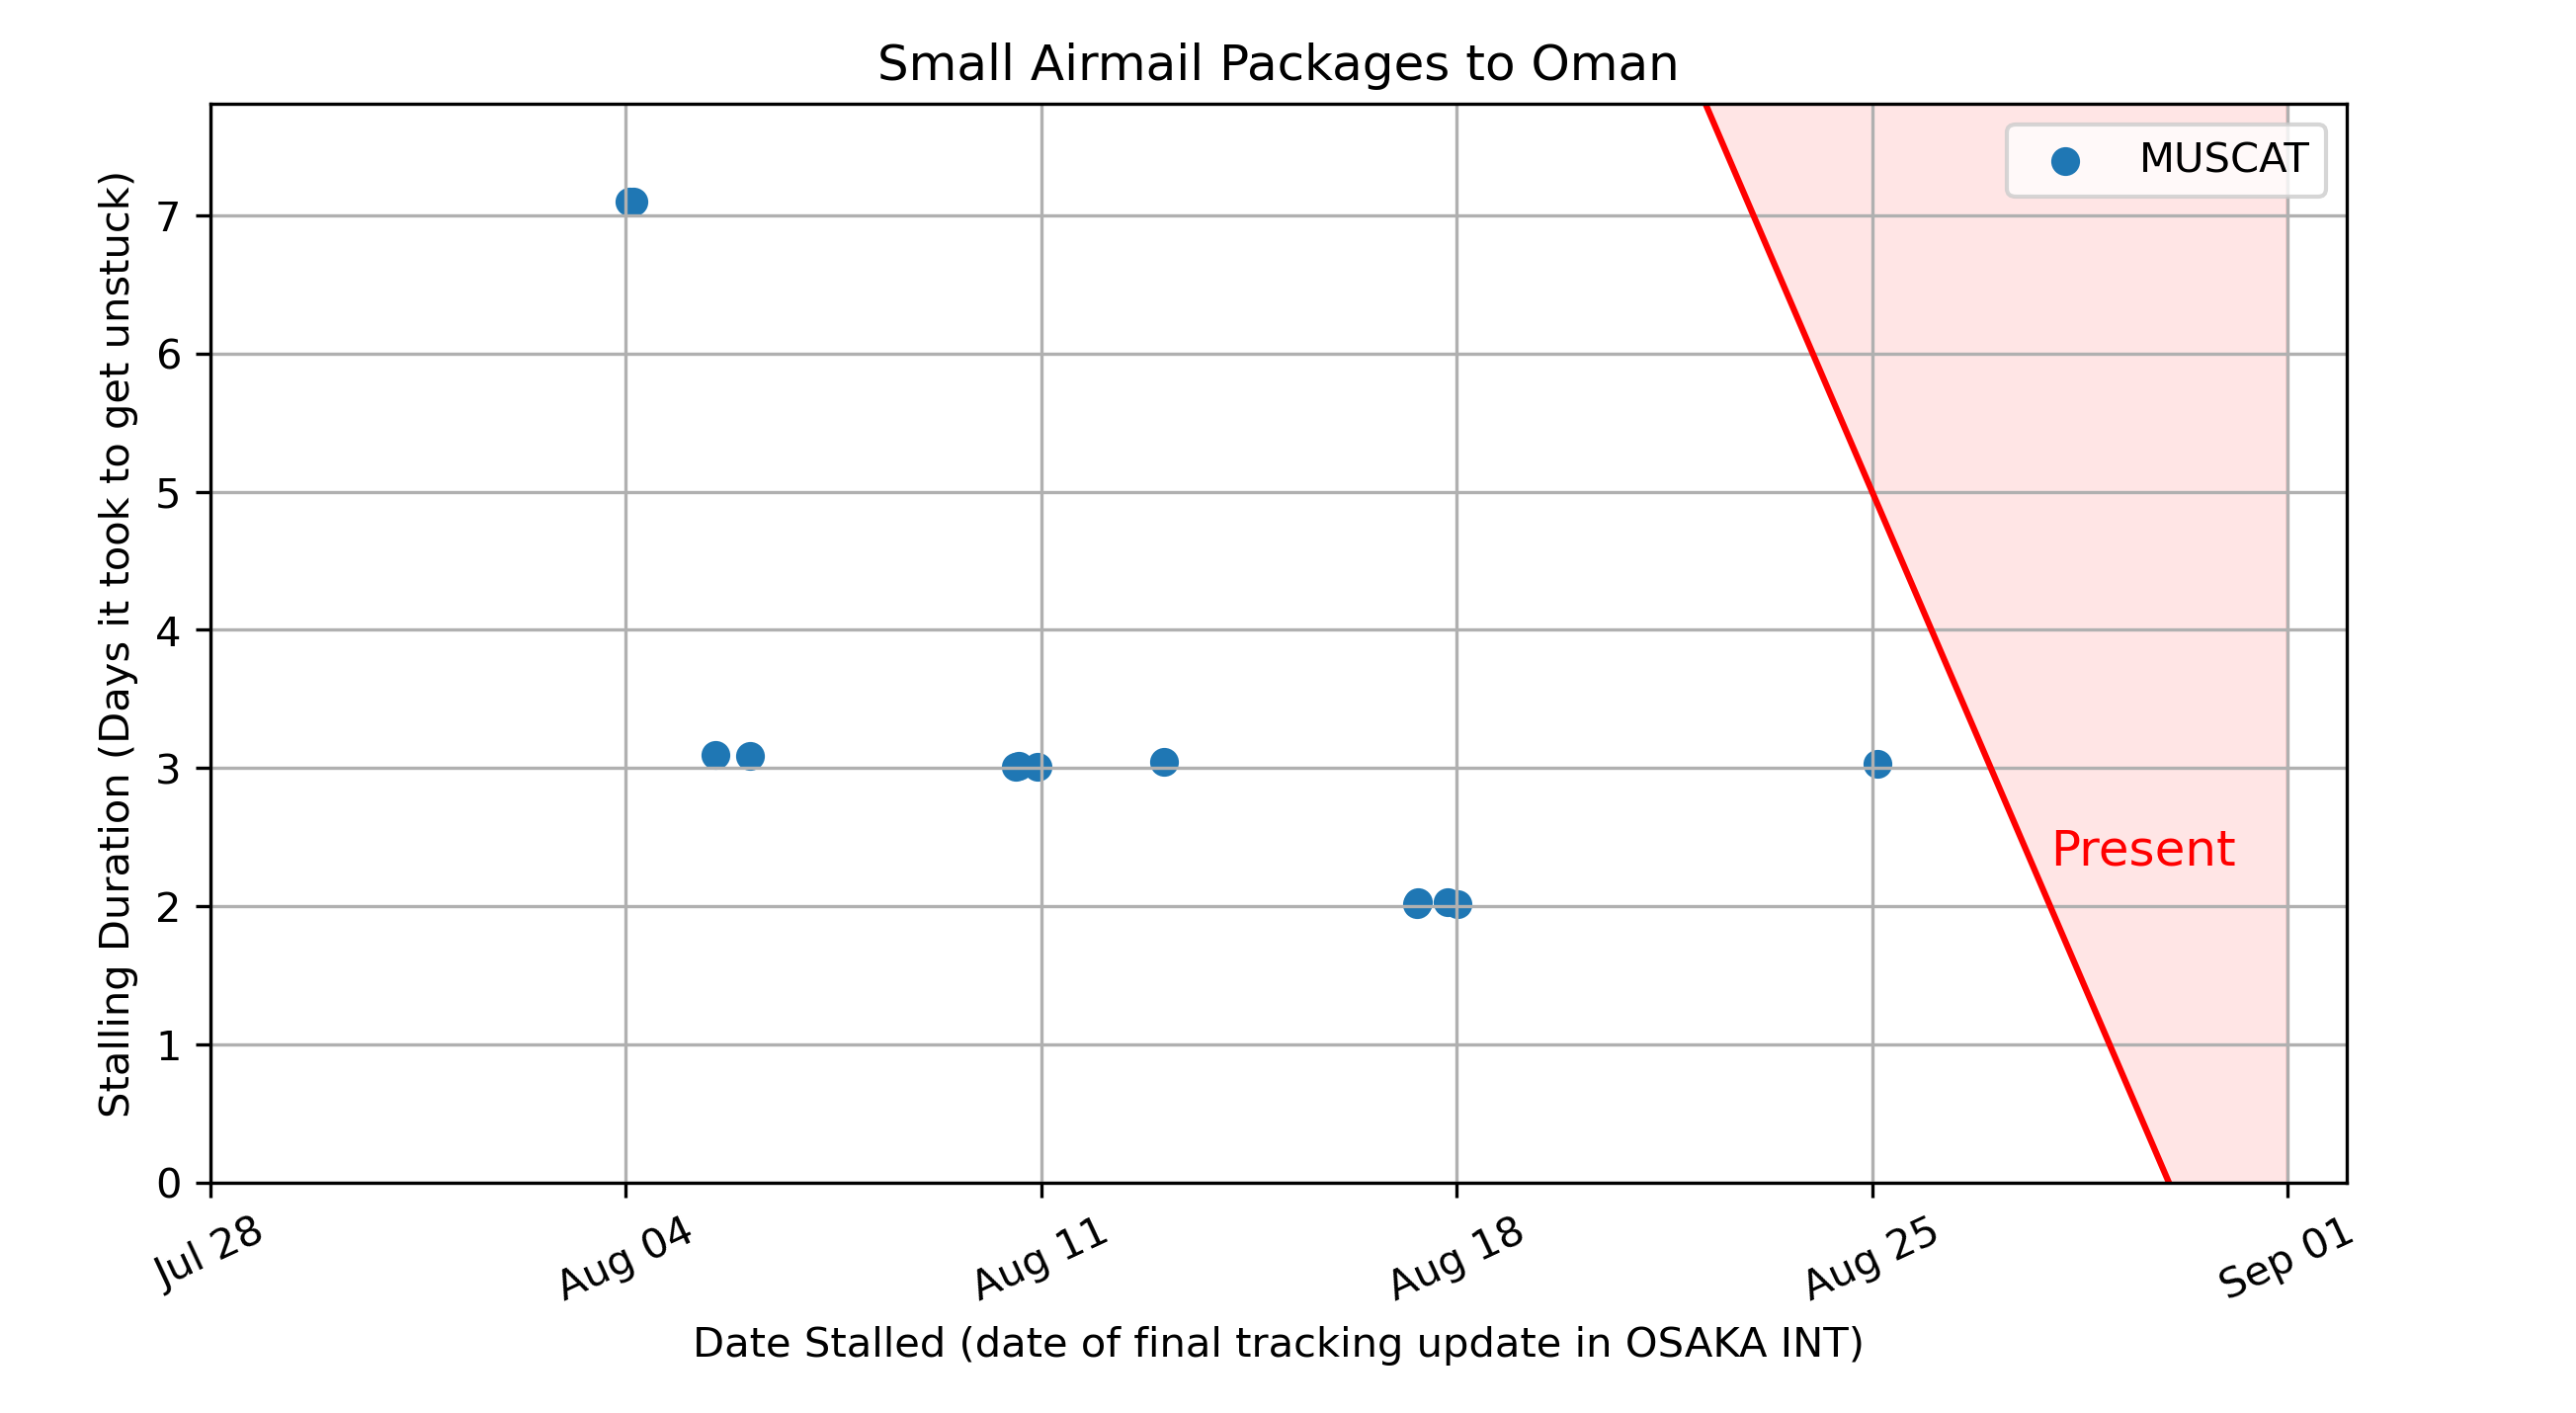 Small Airmail Packages to Oman
MUSCAT
Stalling Duration (Days it took to get unstuck)
7
6
5
4
3
2
1
0
Present
Jul 28
Aug 04
Aug 11
Aug 18
Aug 25
Sep 01
Date Stalled (date of final tracking update in OSAKA INT)